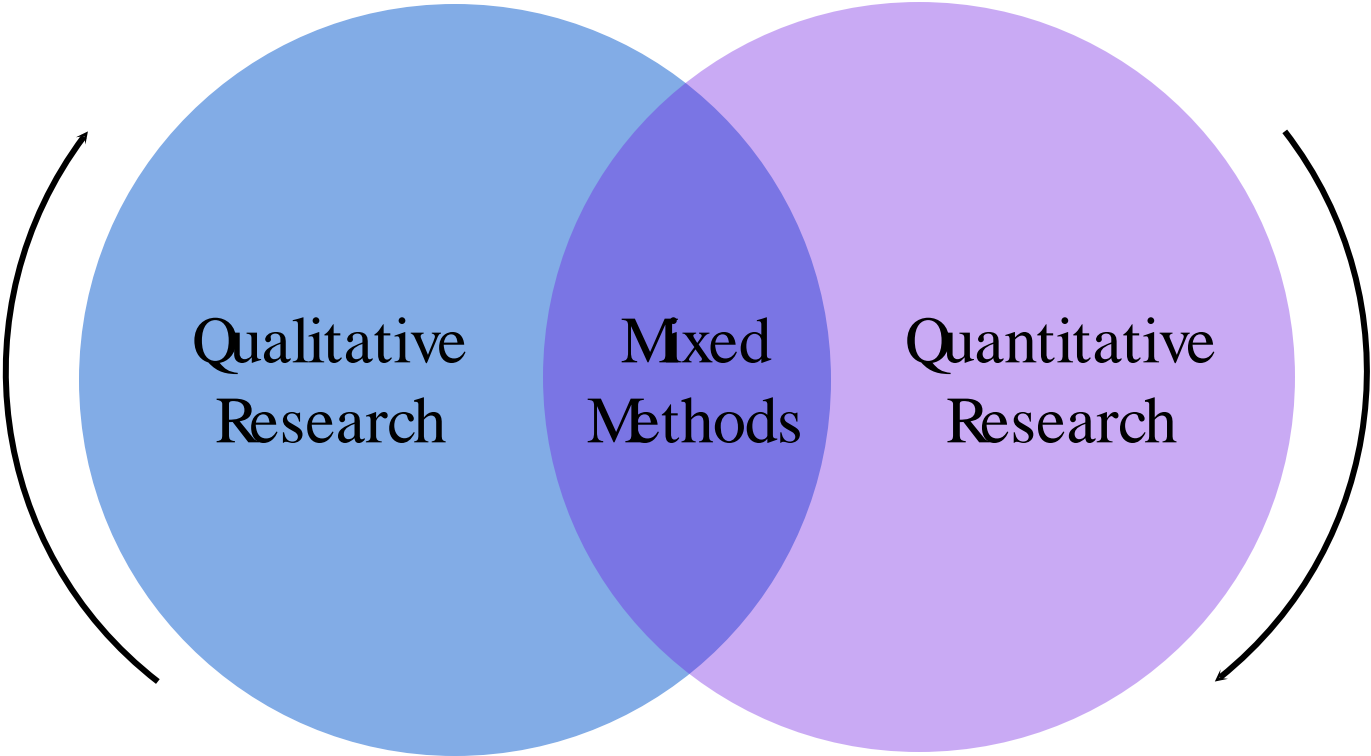 Qualitative
Research
Mixed
Methods
Quantitative
Research